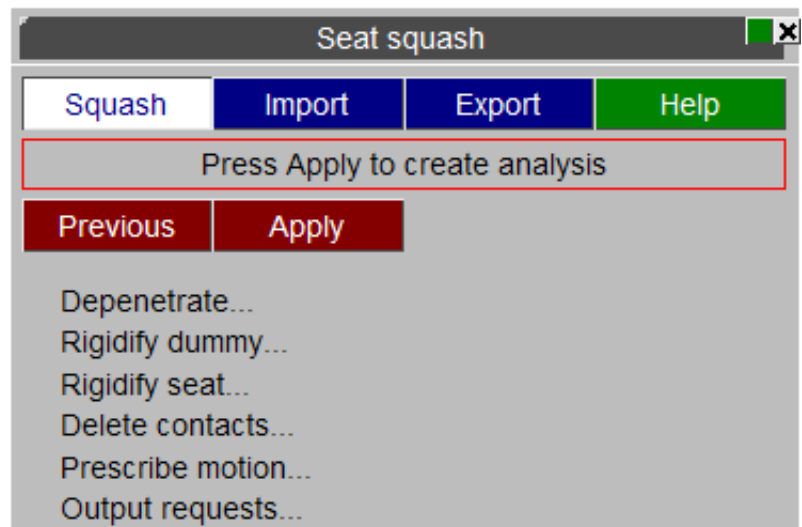 Seat squash
Squash Import Export Help
Press Apply to create analysis
Previous Apply
Depenetrate...
Rigidify dummy...
Rigidify seat...
Delete contacts...
Prescribe motion...
Output requests...